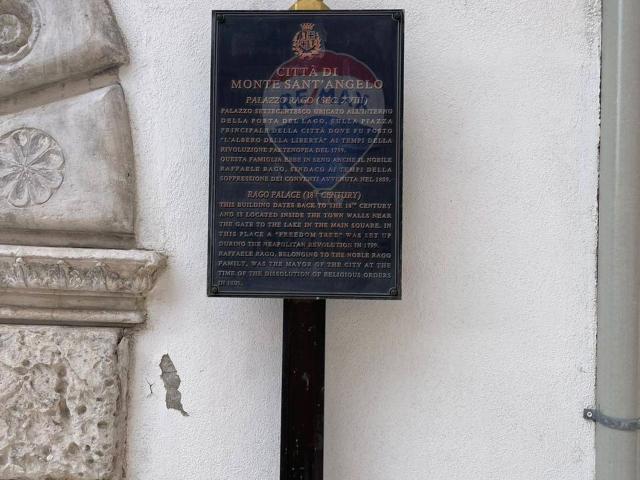 CITTÀ DI
MONTE SANT'ANGELO
PALAZZO RAGO (SEC. XVIII)
PALAZZO SETTECENTESCO UBICATO ALL'INTERNO
DELLA PORTA DEL LAGO, SULLA PIAZZA
PRINCIPALE DELLA CITTÀ DOVE FU POSTO
"L'ALBERO DELLA LIBERTÀ" AI TEMPI DELLA
RIVOLUZIONE PARTENOPEA DEL 1799.
QUESTA FAMIGLIA EBBE IN SENO ANCHE IL NOBILE
RAFFAELE RAGO, SINDACO AI TEMPI DELLA
SOPPRESSIONE DEI CONVENTI AVVENUTA NEL 1809.
RAGO PALACE (18TH CENTURY)
THIS BUILDING DATES BACK TO THE 18TH CENTURY
AND IS LOCATED INSIDE THE TOWN WALLS NEAR
THE GATE TO THE LAKE IN THE MAIN SQUARE. IN
THIS PLACE A "FREEDOM TREE" WAS SET UP
DURING THE NEAPOLITAN REVOLUTION IN 1799.
RAFFAELE RAGO, BELONGING TO THE NOBLE RAGO
FAMILY, WAS THE MAYOR OF THE CITY AT THE
TIME OF THE DISSOLUTION OF RELIGIOUS ORDERS
IN 1809.